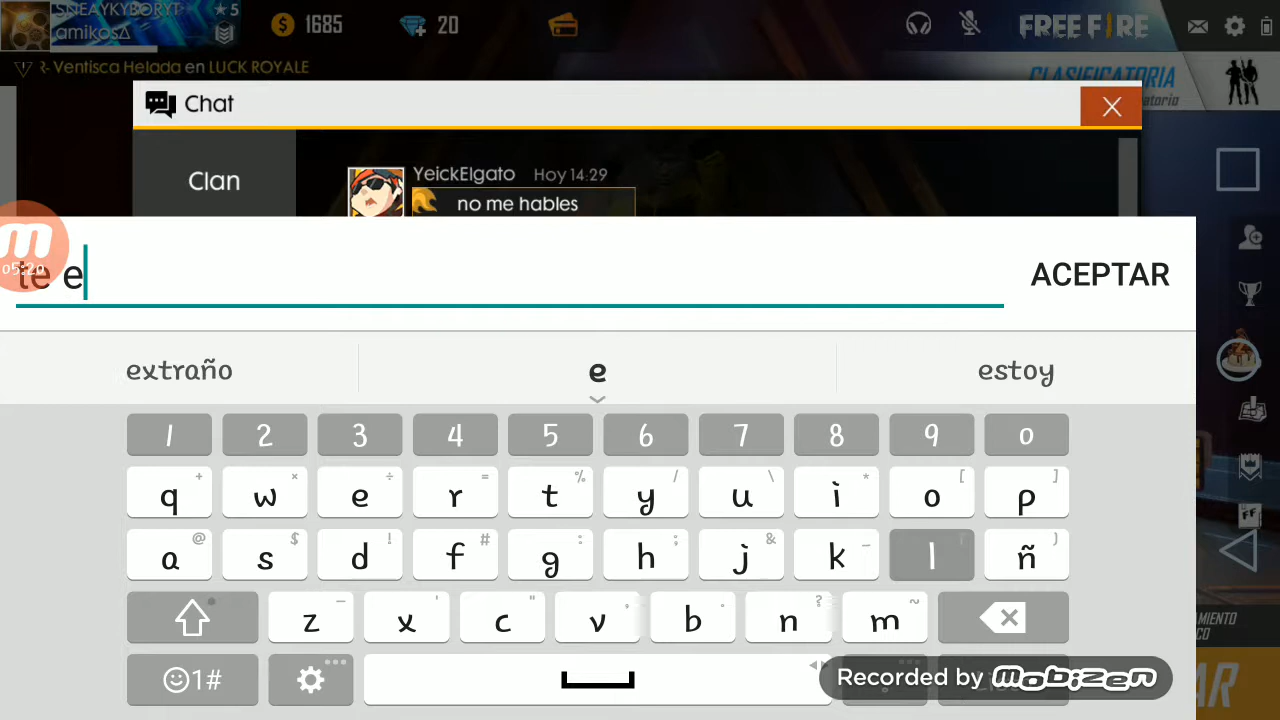 SNEAYKYBORYT
★5
1685
20
FREE FIRE
amikos∆
R- Ventisca Helada en LUCK ROYALE
CLASIFICATORIA
Chat
Clan
YeickElgato Hoy 14:29
no me hables
05:20
te e
ACEPTAR
extraño e estoy
1 2 3 4 5 6 7 8 9 0
q w e r t y u i o p
a s d f g h j k l ñ
z x c v b n m
☺1#
Recorded by mobizen